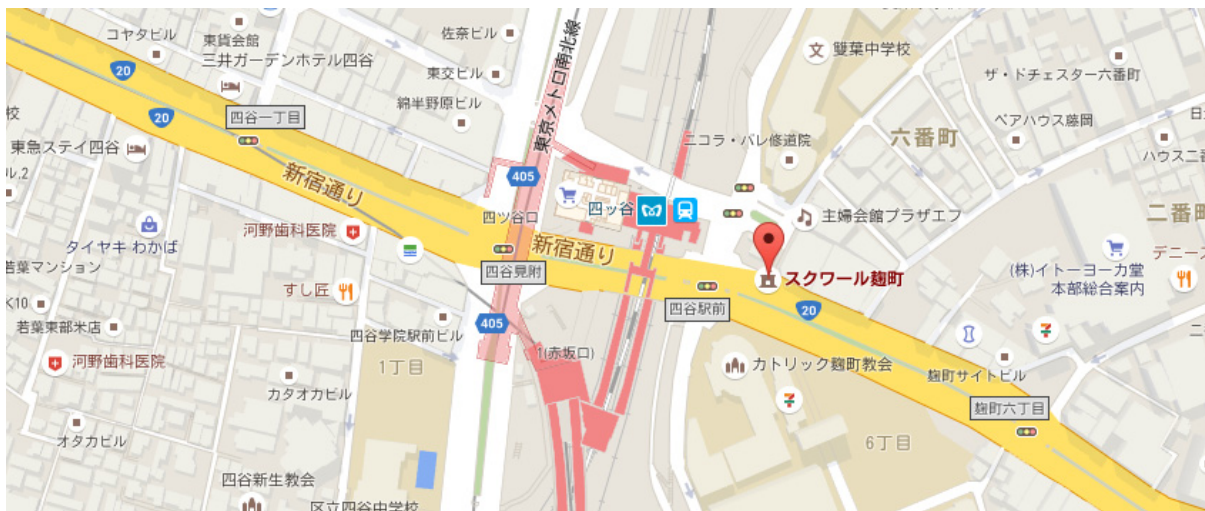 コヤタビル
東貨会館
三井ガーデンホテル四谷
佐奈ビル
東交ビル
綿半野原ビル
東京メトロ南北線
雙葉中学校
ザ・ドチェスター六番町
ペアハウス藤岡
六番町
ハウス二番
20
20
四谷一丁目
校
東急ステイ四谷
ル.2
新宿通り
405
ニコラ・バレ修道院
四ツ谷口
四ッ谷
主婦会館プラザエフ
二番町
タイヤキ わかば
河野歯科医院
新宿通り
四谷見附
スクワール麹町
デニーズ
(株)イトーヨーカ堂
本部総合案内
若葉マンション
すし匠
四谷駅前
20
K10
若葉東部米店
四谷学院駅前ビル
405
1(赤坂口)
河野歯科医院
1丁目
カトリック麹町教会
麹町サイトビル
カタオカビル
麹町六丁目
オタカビル
6丁目
四谷新生教会
区立四谷中学校